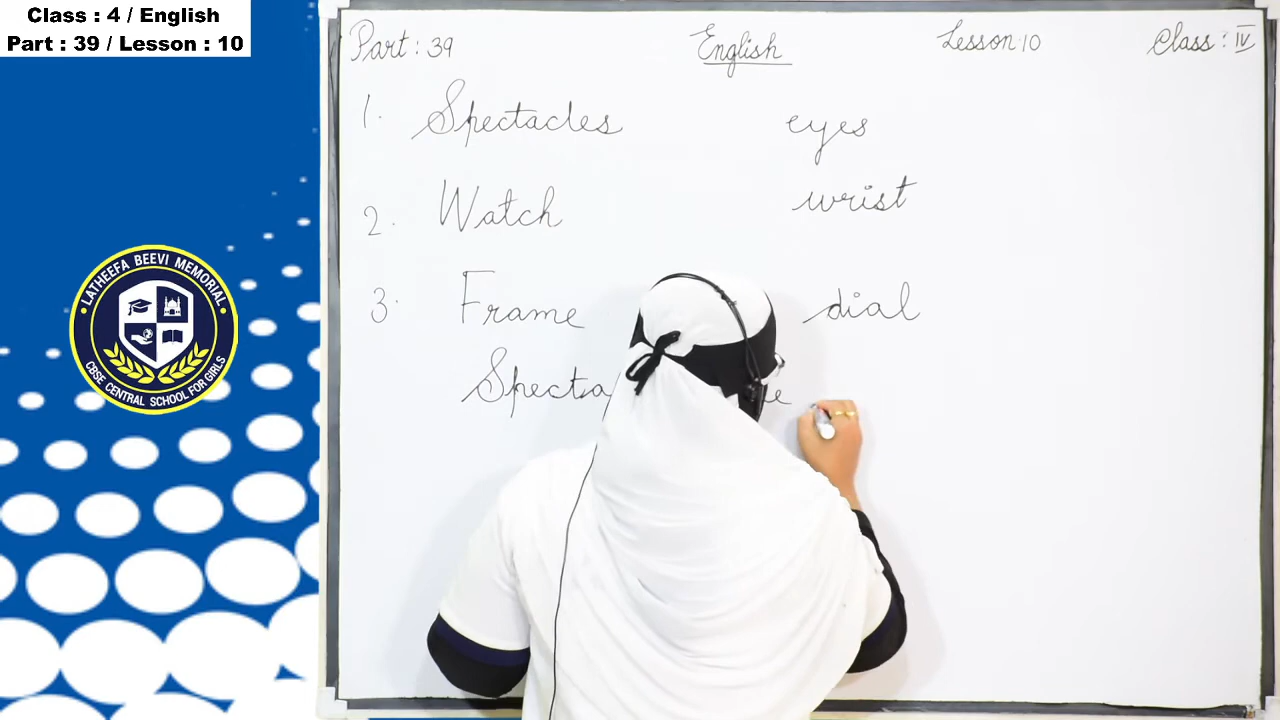 Class : 4 / English
Part : 39 / Lesson : 10
Part : 39 English Lesson 10 Class : IV
1. Spectacles eyes
2. Watch wrist
3. Frame dial
LATHEEFA BEEVI MEMORIAL
CBSE CENTRAL SCHOOL FOR GIRLS